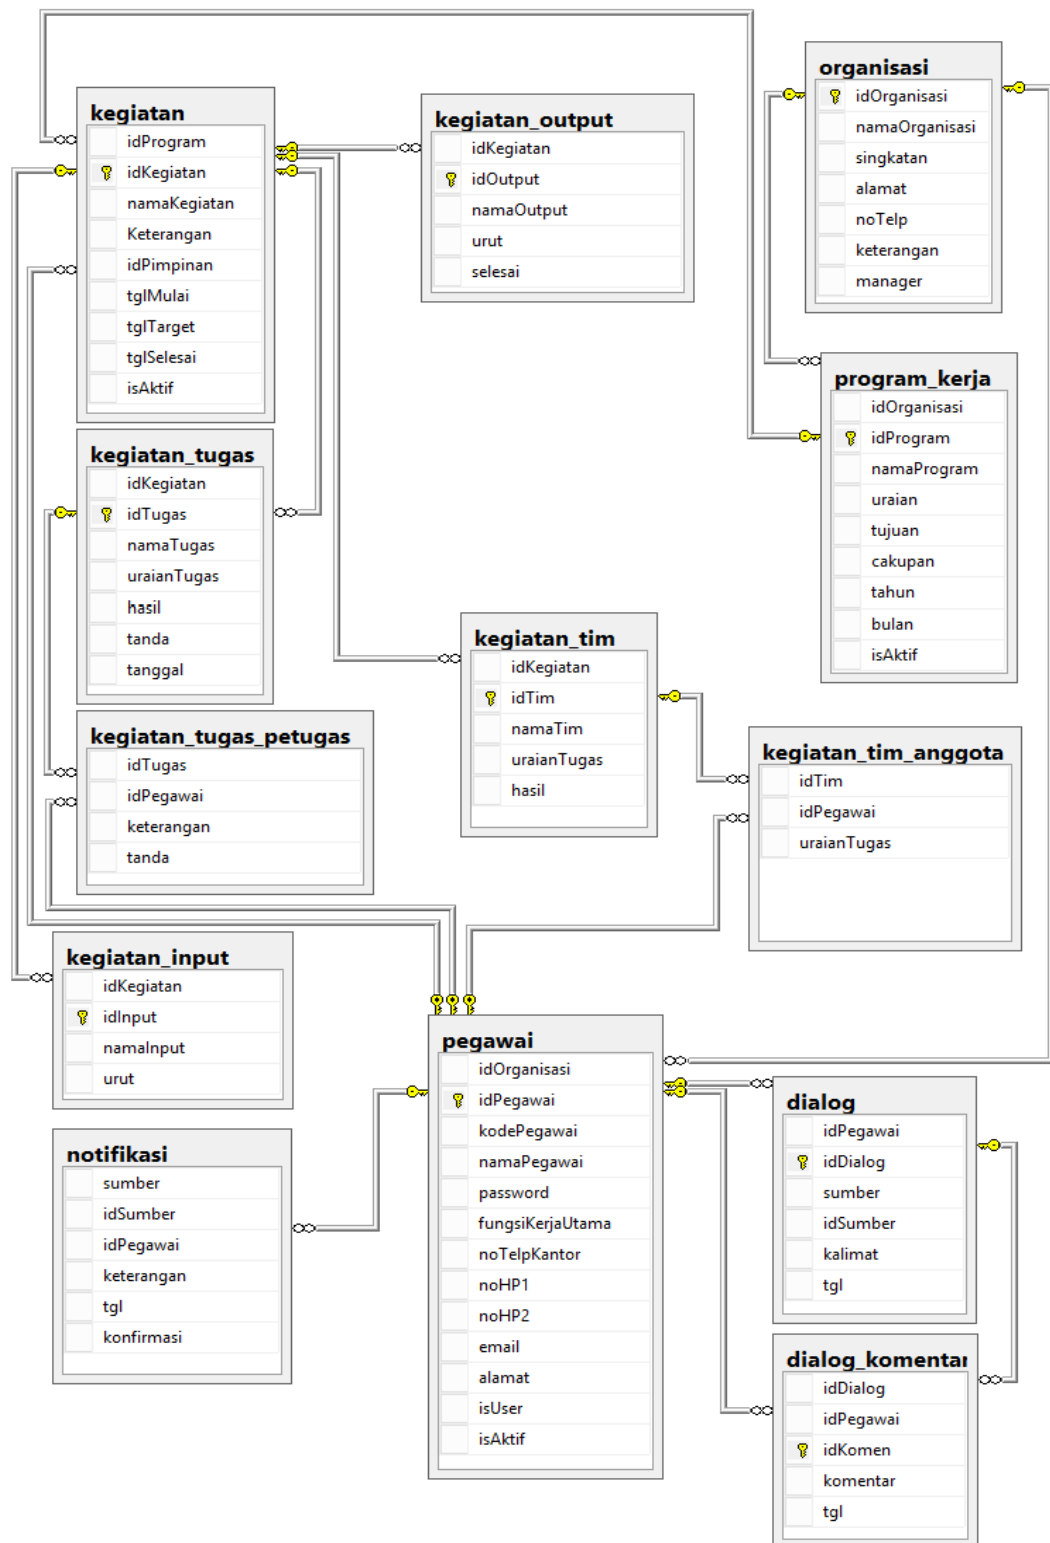 kegiatan
idProgram
idKegiatan
namaKegiatan
Keterangan
idPimpinan
tglMulai
tglTarget
tglSelesai
isAktif
kegiatan_output
idKegiatan
idOutput
namaOutput
urut
selesai
organisasi
idOrganisasi
namaOrganisasi
singkatan
alamat
noTelp
keterangan
manager
program_kerja
idOrganisasi
idProgram
namaProgram
uraian
tujuan
cakupan
tahun
bulan
isAktif
kegiatan_tugas
idKegiatan
idTugas
namaTugas
uraianTugas
hasil
tanda
tanggal
kegiatan_tim
idKegiatan
idTim
namaTim
uraianTugas
hasil
kegiatan_tugas_petugas
idTugas
idPegawai
keterangan
tanda
kegiatan_tim_anggota
idTim
idPegawai
uraianTugas
kegiatan_input
idKegiatan
idInput
namaInput
urut
pegawai
idOrganisasi
idPegawai
kodePegawai
namaPegawai
password
fungsiKerjaUtama
noTelpKantor
noHP1
noHP2
email
alamat
isUser
isAktif
notifikasi
sumber
idSumber
idPegawai
keterangan
tgl
konfirmasi
dialog
idPegawai
idDialog
sumber
idSumber
kalimat
tgl
dialog_komentar
idDialog
idPegawai
idKomen
komentar
tgl